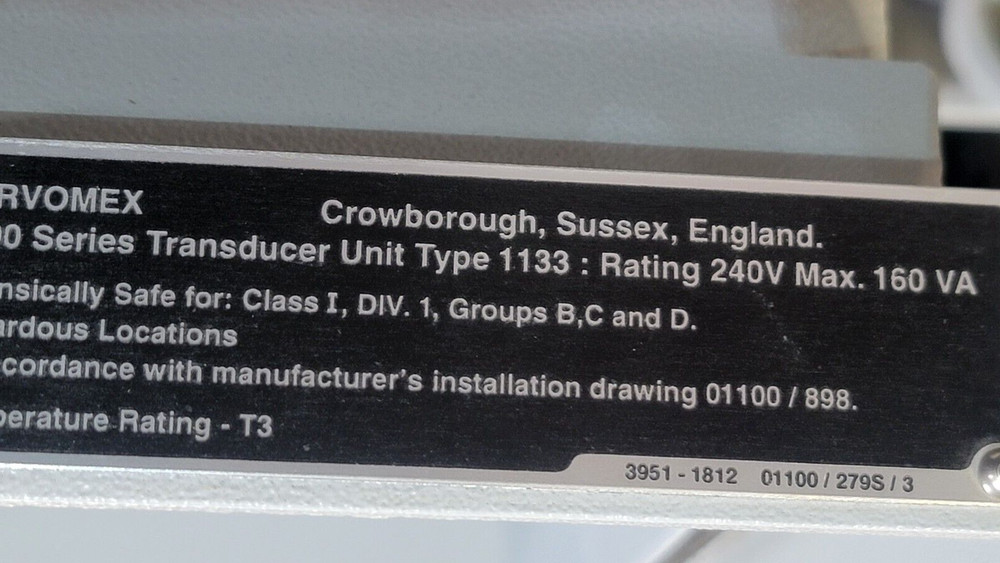 RVOMEX Crowborough, Sussex, England.
00 Series Transducer Unit Type 1133 : Rating 240V Max. 160 VA
nsically Safe for: Class I, DIV. 1, Groups B,C and D.
ardous Locations
ccordance with manufacturer's installation drawing 01100 / 898.
perature Rating - T3
3951 - 1812 01100 / 279S / 3